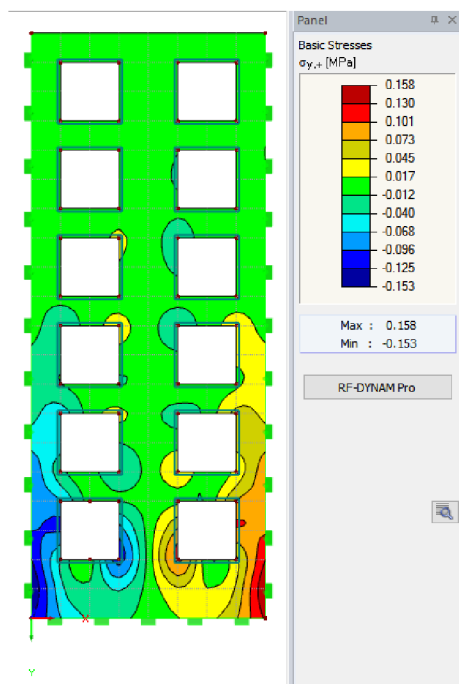 Panel
Basic Stresses
σy,+ [MPa]
0.158
0.130
0.101
0.073
0.045
0.017
-0.012
-0.040
-0.068
-0.096
-0.125
-0.153
Max : 0.158
Min : -0.153
RF-DYNAM Pro
X
Y